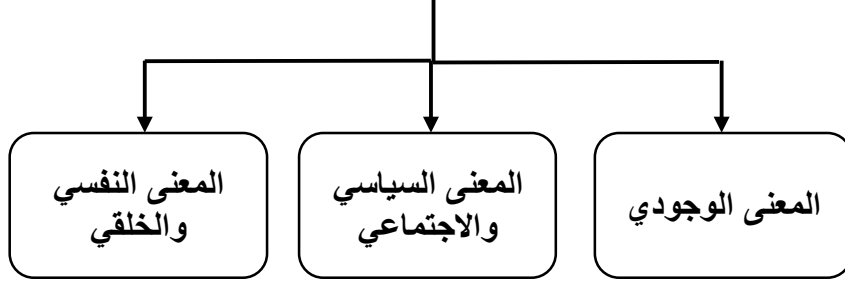 المعنى الوجودي
المعنى السياسي
والاجتماعي
المعنى النفسي
والخلقي